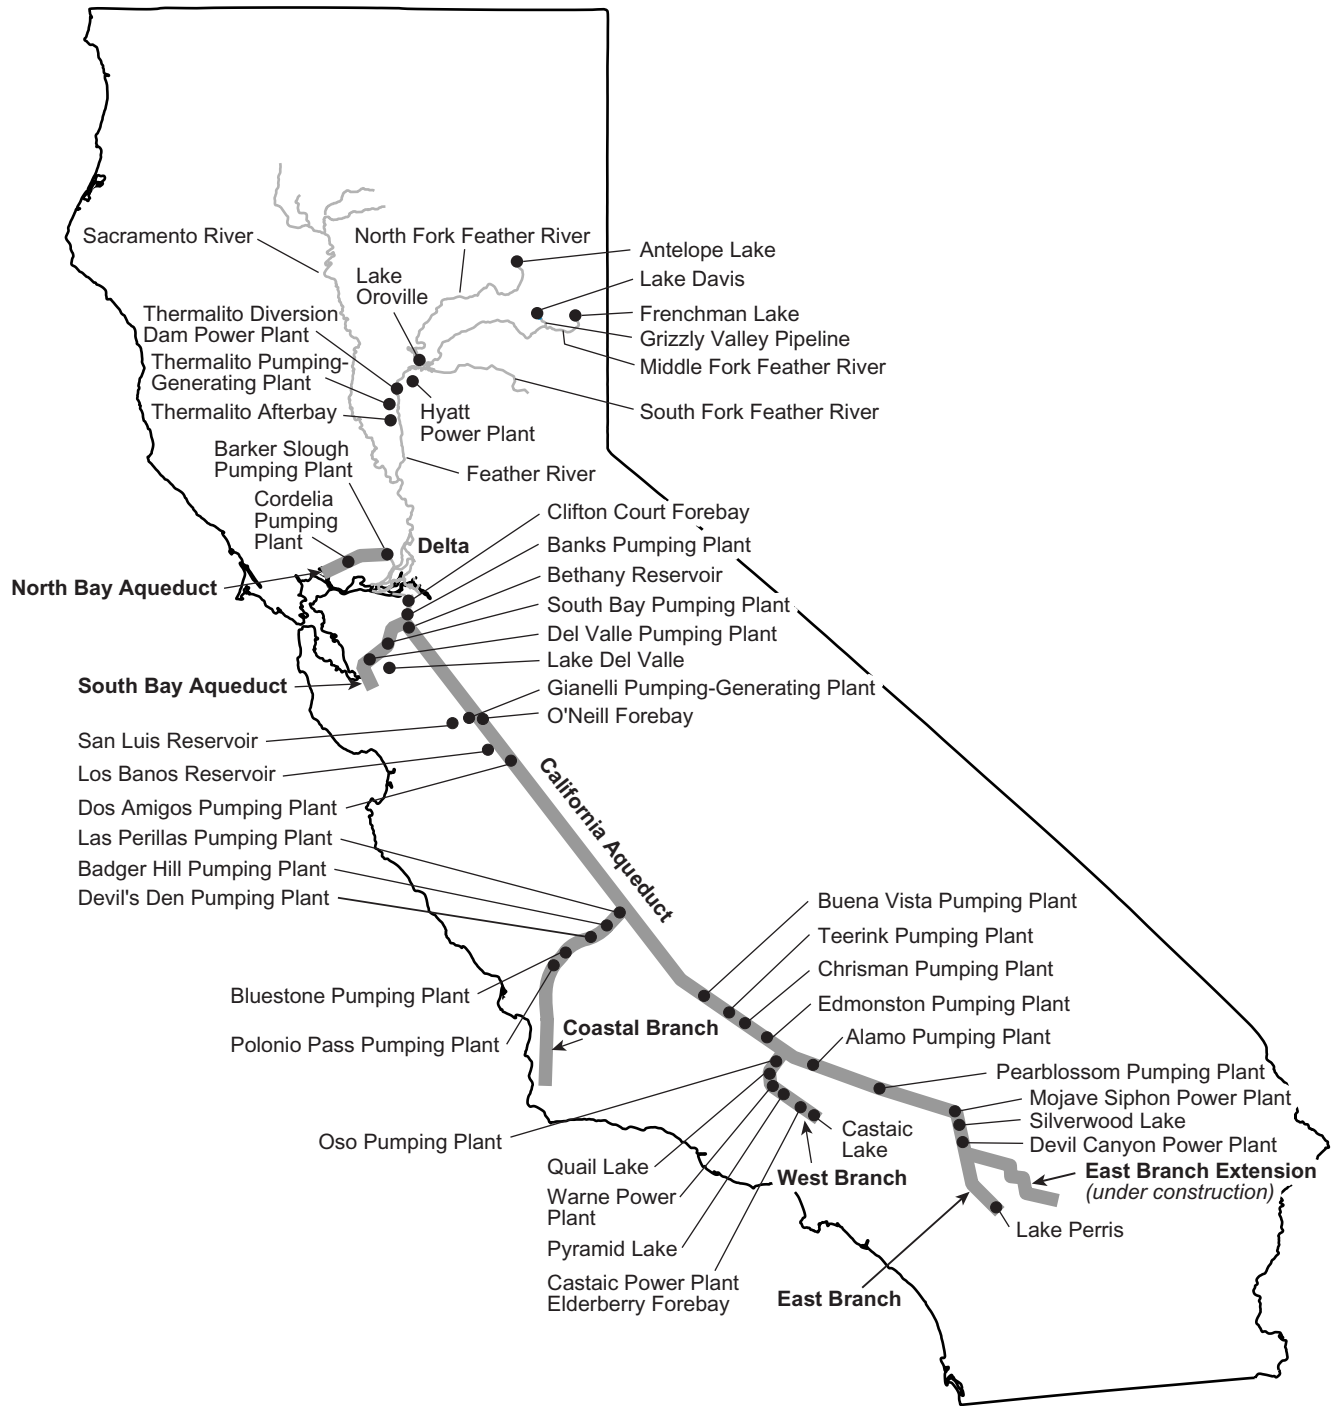 Sacramento River
North Fork Feather River
Antelope Lake
Lake
Oroville
Lake Davis
Thermalito Diversion
Dam Power Plant
Frenchman Lake
Grizzly Valley Pipeline
Thermalito Pumping-
Generating Plant
Middle Fork Feather River
Thermalito Afterbay
Hyatt
Power Plant
South Fork Feather River
Barker Slough
Pumping Plant
Feather River
Cordelia
Pumping
Plant
Clifton Court Forebay
Delta
Banks Pumping Plant
North Bay Aqueduct
Bethany Reservoir
South Bay Pumping Plant
Del Valle Pumping Plant
Lake Del Valle
South Bay Aqueduct
Gianelli Pumping-Generating Plant
O'Neill Forebay
San Luis Reservoir
Los Banos Reservoir
Dos Amigos Pumping Plant
California Aqueduct
Las Perillas Pumping Plant
Badger Hill Pumping Plant
Devil's Den Pumping Plant
Buena Vista Pumping Plant
Teerink Pumping Plant
Chrisman Pumping Plant
Bluestone Pumping Plant
Edmonston Pumping Plant
Coastal Branch
Alamo Pumping Plant
Polonio Pass Pumping Plant
Pearblossom Pumping Plant
Mojave Siphon Power Plant
Silverwood Lake
Oso Pumping Plant
Castaic
Lake
Devil Canyon Power Plant
Quail Lake
West Branch
East Branch Extension
(under construction)
Warne Power
Plant
Lake Perris
Pyramid Lake
Castaic Power Plant
Elderberry Forebay
East Branch